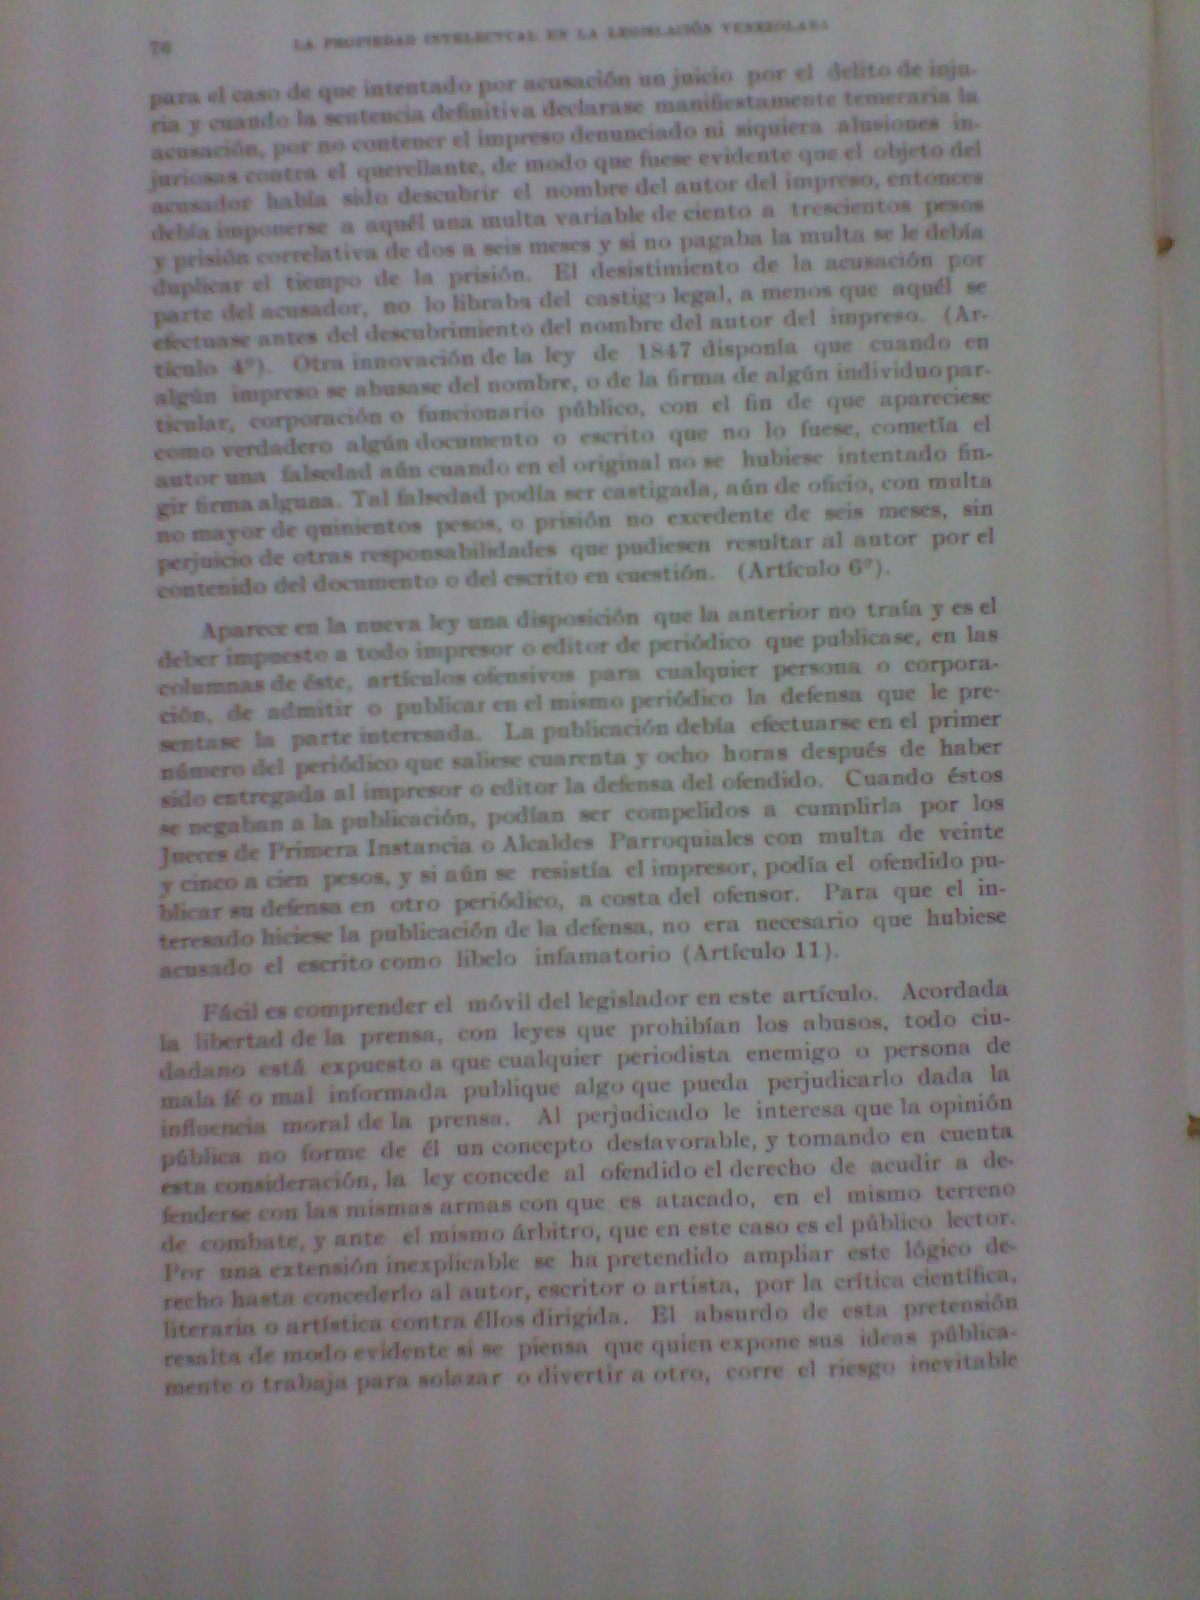 76 LA PROPIEDAD INTELECTUAL EN LA LEGISLACIÓN VENEZOLANA
para el caso de que intentado por acusación un juicio por el delito de inju-
ria y cuando la sentencia definitiva declarase manifiestamente temeraria la
acusación, por no contener el impreso denunciado ni siquiera alusiones in-
juriosas contra el querellante, de modo que fuese evidente que el objeto del
acusador había sido descubrir el nombre del autor del impreso, entonces
debía imponerse a aquél una multa variable de ciento a trescientos pesos
y prisión correlativa de dos a seis meses y si no pagaba la multa se le debía
duplicar el tiempo de la prisión. El desistimiento de la acusación por
parte del acusador, no lo libraba del castigo legal, a menos que aquél se
efectuase antes del descubrimiento del nombre del autor del impreso. (Ar-
tículo 4º). Otra innovación de la ley de 1847 disponía que cuando en
algún impreso se abusase del nombre, o de la firma de algún individuo par-
ticular, corporación o funcionario público, con el fin de que apareciese
como verdadero algún documento o escrito que no lo fuese, cometía el
autor una falsedad aún cuando en el original no se hubiese intentado fin-
gir firma alguna. Tal falsedad podía ser castigada, aún de oficio, con multa
no mayor de quinientos pesos, o prisión no excedente de seis meses, sin
perjuicio de otras responsabilidades que pudiesen resultar al autor por el
contenido del documento o del escrito en cuestión. (Artículo 6º).
Aparece en la nueva ley una disposición que la anterior no traía y es el
deber impuesto a todo impresor o editor de periódico que publicase, en las
columnas de éste, artículos ofensivos para cualquier persona o corpora-
ción, de admitir o publicar en el mismo periódico la defensa que le pre-
sentase la parte interesada. La publicación debía efectuarse en el primer
número del periódico que saliese cuarenta y ocho horas después de haber
sido entregada al impresor o editor la defensa del ofendido. Cuando éstos
se negaban a la publicación, podían ser compelidos a cumplirla por los
Jueces de Primera Instancia o Alcaldes Parroquiales con multa de veinte
y cinco a cien pesos, y si aún se resistía el impresor, podía el ofendido pu-
blicar su defensa en otro periódico, a costa del ofensor. Para que el in-
teresado hiciese la publicación de la defensa, no era necesario que hubiese
acusado el escrito como libelo infamatorio (Artículo 11).
Fácil es comprender el móvil del legislador en este artículo. Acordada
la libertad de la prensa, con leyes que prohibían los abusos, todo ciu-
dadano está expuesto a que cualquier periodista enemigo o persona de
mala fé o mal informada publique algo que pueda perjudicarlo dada la
influencia moral de la prensa. Al perjudicado le interesa que la opinión
pública no forme de él un concepto desfavorable, y tomando en cuenta
esta consideración, la ley concede al ofendido el derecho de acudir a de-
fenderse con las mismas armas con que es atacado, en el mismo terreno
de combate, y ante el mismo árbitro, que en este caso es el público lector.
Por una extensión inexplicable se ha pretendido ampliar este lógico de-
recho hasta concederlo al autor, escritor o artista, por la crítica científica,
literaria o artística contra éllos dirigida. El absurdo de esta pretensión
resalta de modo evidente si se piensa que quien expone sus ideas pública-
mente o trabaja para solazar o divertir a otro, corre el riesgo inevitable